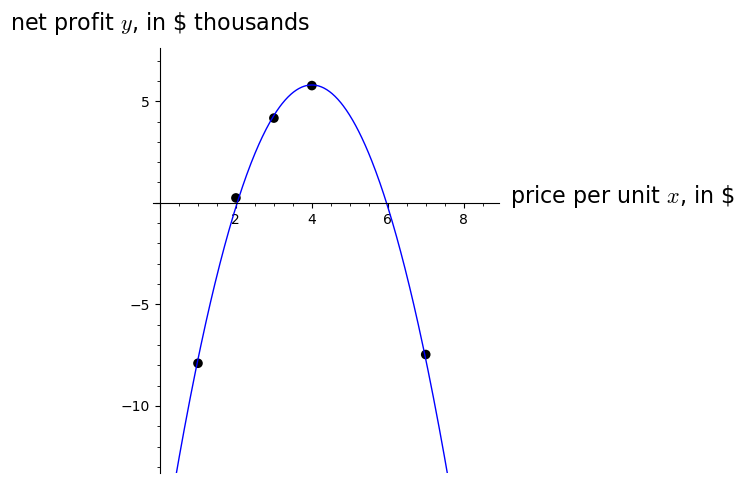 net profit y, in $ thousands
5
price per unit x, in $
2 4 6 8
−5
−10